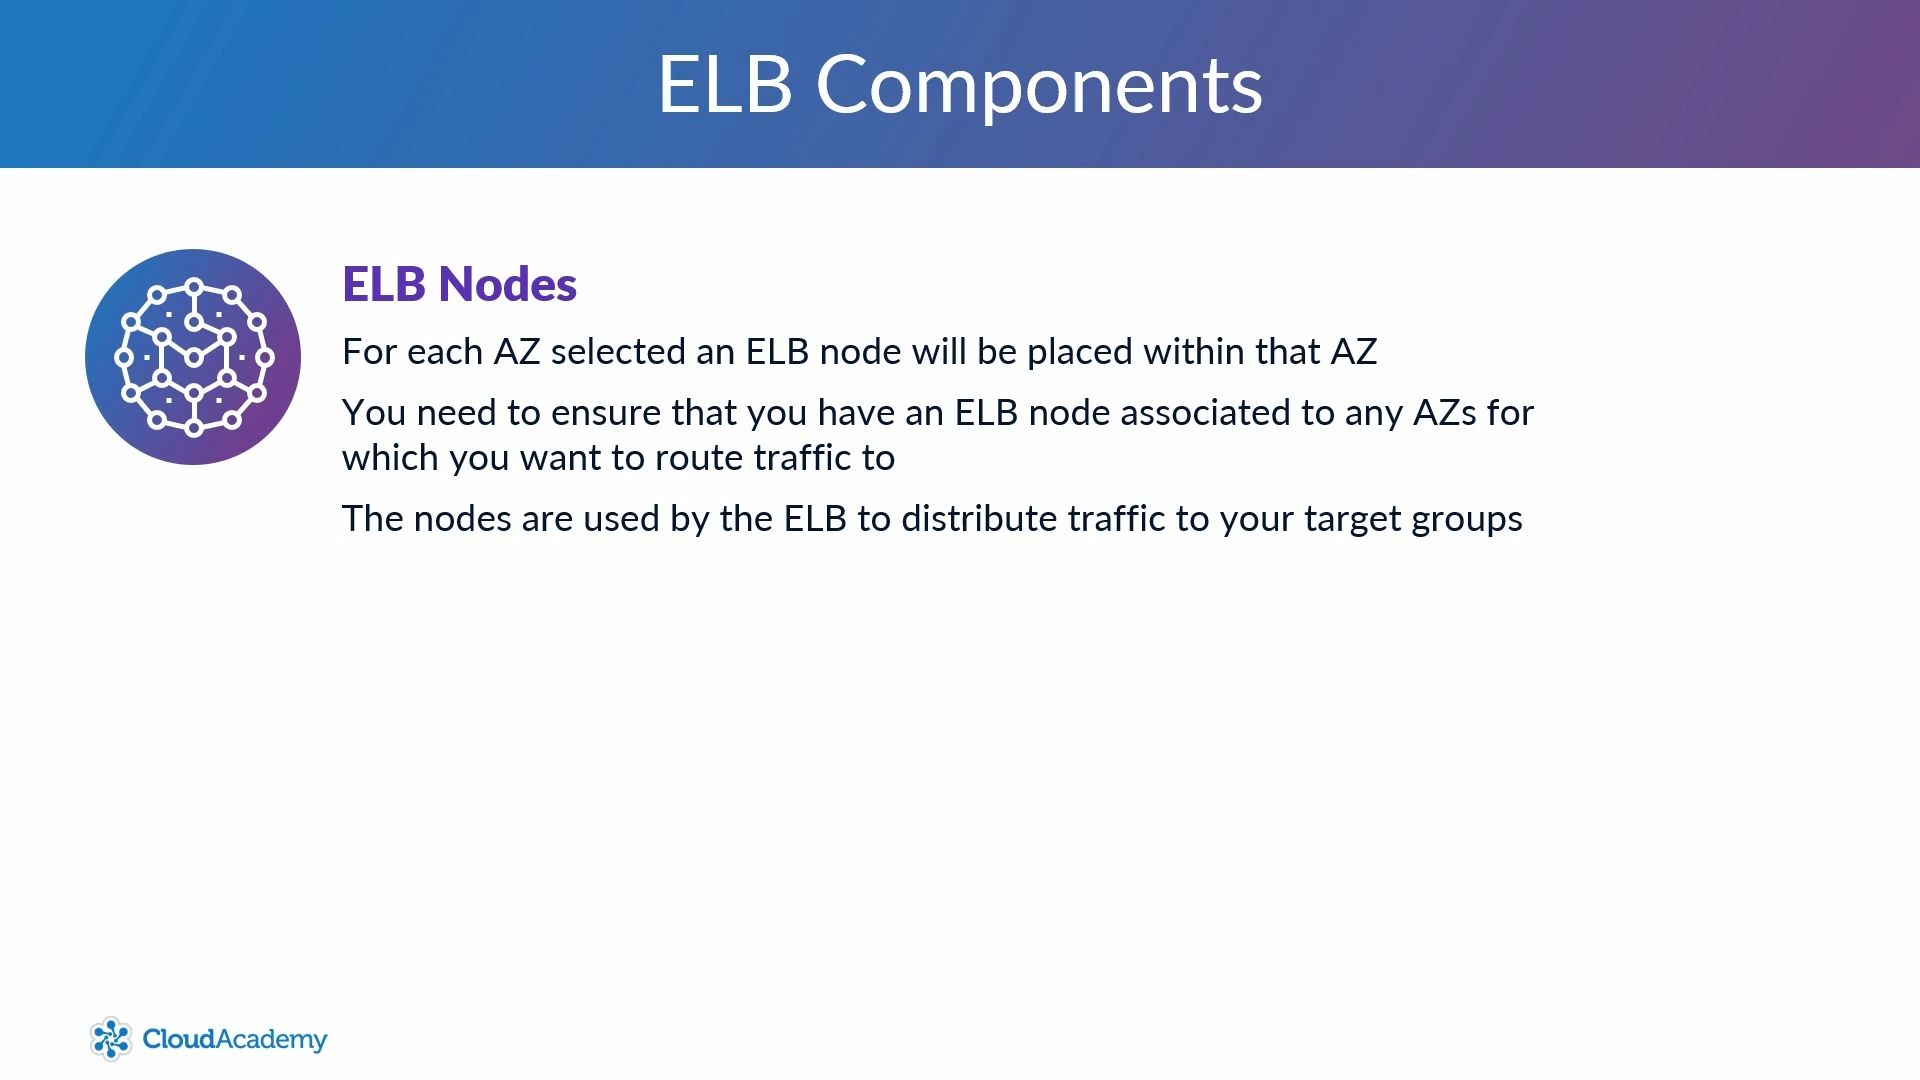 ELB Components
ELB Nodes
For each AZ selected an ELB node will be placed within that AZ
You need to ensure that you have an ELB node associated to any AZs for
which you want to route traffic to
The nodes are used by the ELB to distribute traffic to your target groups
CloudAcademy